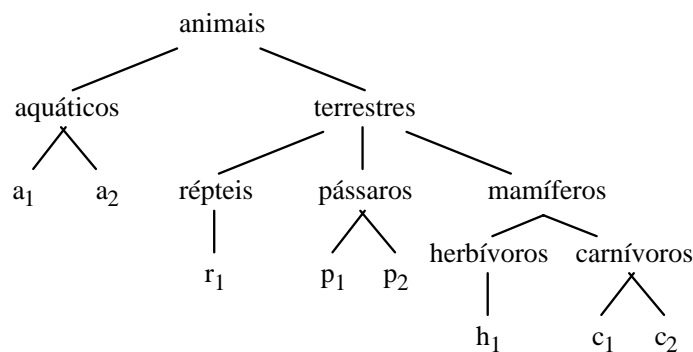 animais
aquáticos terrestres
a1 a2 répteis pássaros mamíferos
r1 p1 p2 herbívoros carnívoros
h1 c1 c2